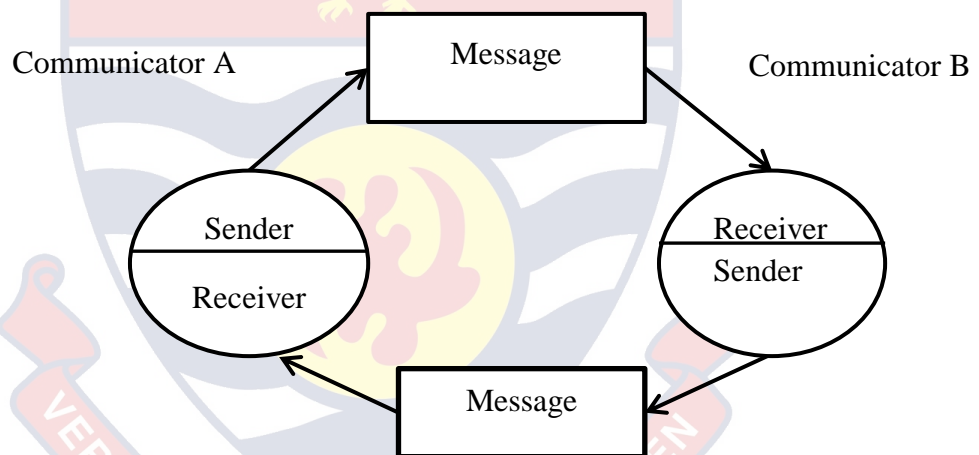 Message
Communicator A
Communicator B
Sender
Receiver
Receiver
Sender
Message